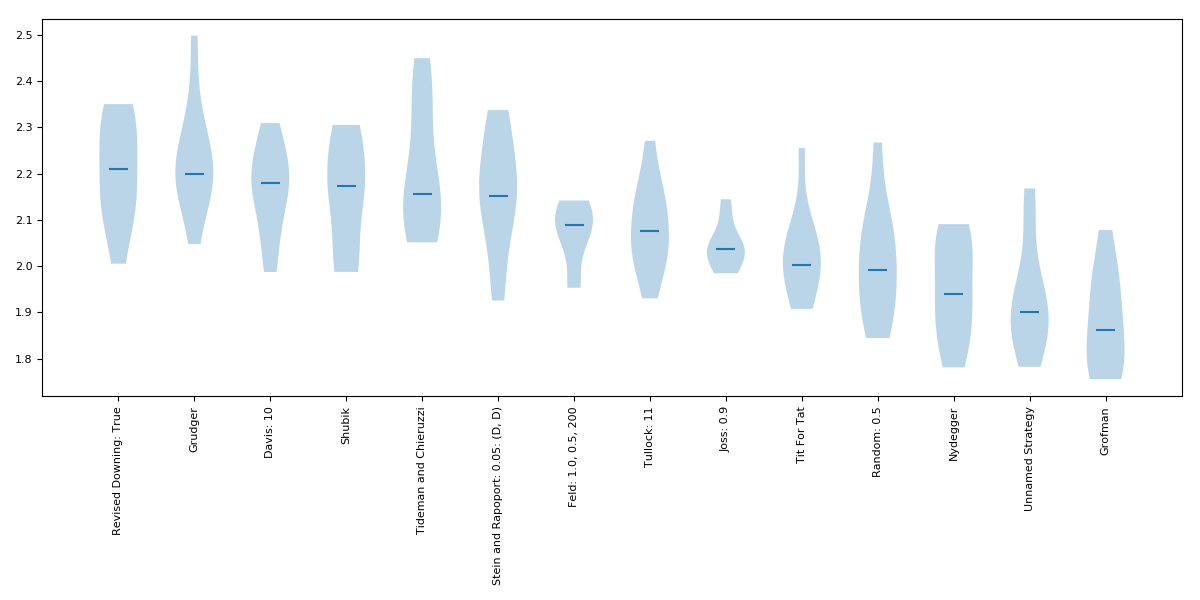 2.5
2.4
2.3
2.2
2.1
2.0
1.9
1.8
Revised Downing: True
Grudger
Davis: 10
Shubik
Tideman and Chieruzzi
Stein and Rapoport: 0.05: (D, D)
Feld: 1.0, 0.5, 200
Tullock: 11
Joss: 0.9
Tit For Tat
Random: 0.5
Nydegger
Unnamed Strategy
Grofman